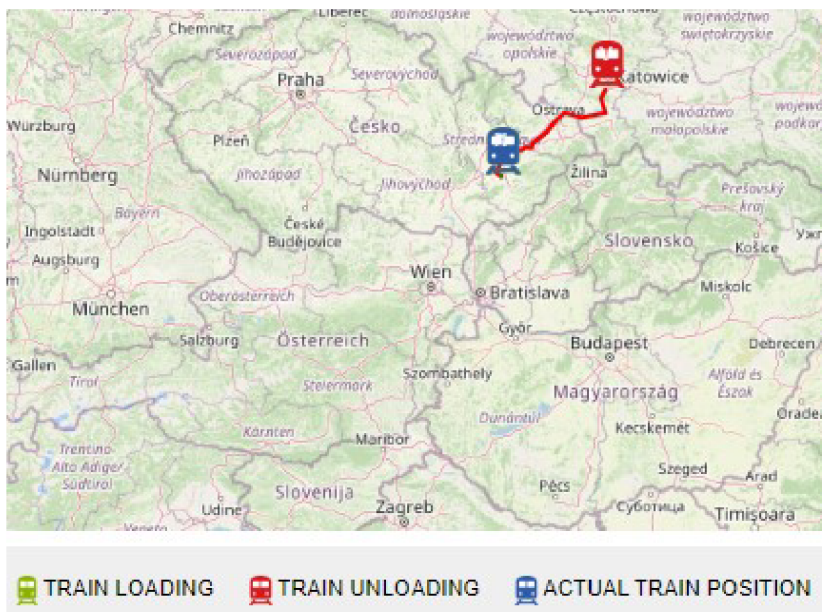 Liberec
dolnośląskie
województwo
świętokrzyskie
Chemnitz
województwo
opolskie
Severozápad
Praha
Severovýchod
Katowice
Würzburg
Česko
Ostrava
województwo
małopolskie
Plzeň
Nürnberg
Jihozápad
Jihovýchod
Žilina
Prešovský
kraj
Bayern
Ingolstadt
České
Budějovice
Slovensko
Košice
Augsburg
Wien
Bratislava
Miskolc
München
Oberösterreich
Győr
Salzburg
Österreich
Budapest
Debrecen
Gallen
Tirol
Steiermark
Szombathely
Alföld és
Észak
Magyarország
Dunántúl
Kärnten
Maribor
Kecskemét
Oradea
Trentino
Alto Adige/
Südtirol
Slovenija
Szeged
Arad
Pécs
Udine
Zagreb
Суботица
Timișoara
TRAIN LOADING TRAIN UNLOADING ACTUAL TRAIN POSITION